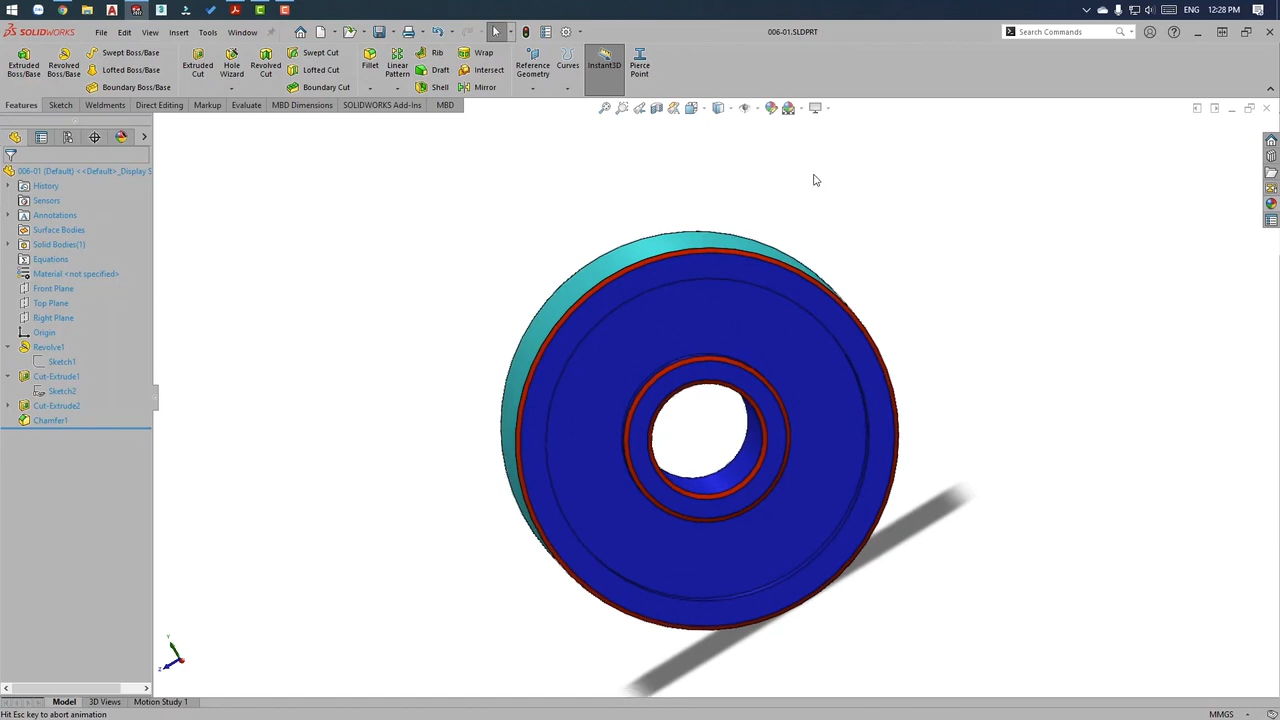 ENG 12:28 PM
SOLIDWORKS File Edit View Insert Tools Window 006-01.SLDPRT Search Commands
Extruded Boss/Base Revolved Boss/Base Swept Boss/Base Lofted Boss/Base Boundary Boss/Base Extruded Cut Hole Wizard Revolved Cut Swept Cut Lofted Cut Boundary Cut Fillet Linear Pattern Rib Draft Shell Wrap Intersect Mirror Reference Geometry Curves Instant3D Pierce Point
Features Sketch Weldments Direct Editing Markup Evaluate MBD Dimensions SOLIDWORKS Add-Ins MBD
006-01 (Default) <<Default>_Display S
History
Sensors
Annotations
Surface Bodies
Solid Bodies(1)
Equations
Material <not specified>
Front Plane
Top Plane
Right Plane
Origin
Revolve1
Sketch1
Cut-Extrude1
Sketch2
Cut-Extrude2
Chamfer1
Y
Z
Model 3D Views Motion Study 1
Hit Esc key to abort animation MMGS